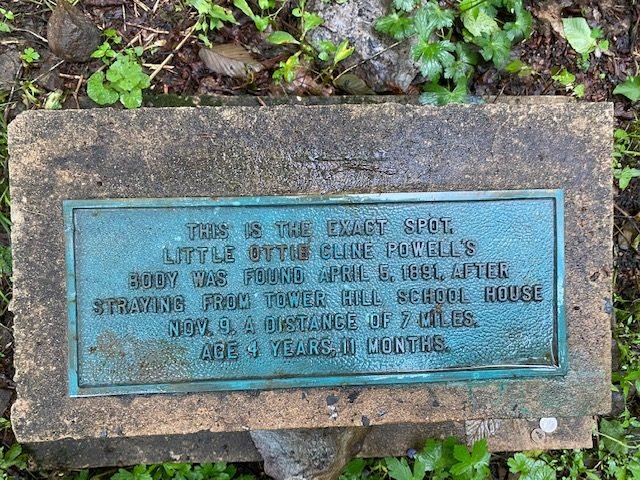 THIS IS THE EXACT SPOT.
LITTLE OTTIE CLINE POWELL'S
BODY WAS FOUND APRIL 5, 1891, AFTER
STRAYING FROM TOWER HILL SCHOOL HOUSE
NOV. 9, A DISTANCE OF 7 MILES.
AGE 4 YEARS, 11 MONTHS.